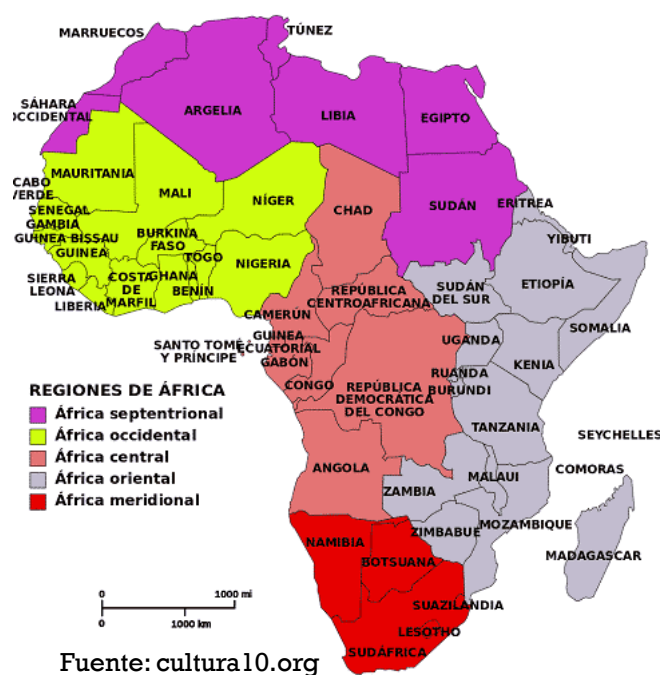 MARRUECOS
TÚNEZ
SÁHARA
OCCIDENTAL
ARGELIA
LIBIA
EGIPTO
MAURITANIA
CABO
VERDE
MALI
NÍGER
CHAD
SUDÁN
ERITREA
SENEGAL
GAMBIA
GUINEA-BISSAU
GUINEA
BURKINA
FASO
YIBUTI
SIERRA
LEONA
LIBERIA
COSTA
DE
MARFIL
GHANA
TOGO
BENÍN
NIGERIA
REPÚBLICA
CENTROAFRICANA
SUDÁN
DEL SUR
ETIOPÍA
SOMALIA
CAMERÚN
GUINEA
ECUATORIAL
SANTO TOMÉ
Y PRÍNCIPE
GABÓN
CONGO
REPÚBLICA
DEMOCRÁTICA
DEL CONGO
UGANDA
KENIA
RUANDA
BURUNDI
TANZANIA
SEYCHELLES
COMORAS
ANGOLA
ZAMBIA
MALAUI
MOZAMBIQUE
ZIMBABUE
MADAGASCAR
NAMIBIA
BOTSUANA
SUAZILANDIA
LESOTHO
SUDÁFRICA
REGIONES DE ÁFRICA
África septentrional
África occidental
África central
África oriental
África meridional
0 1000 mi
0 1000 km
Fuente: cultura10.org